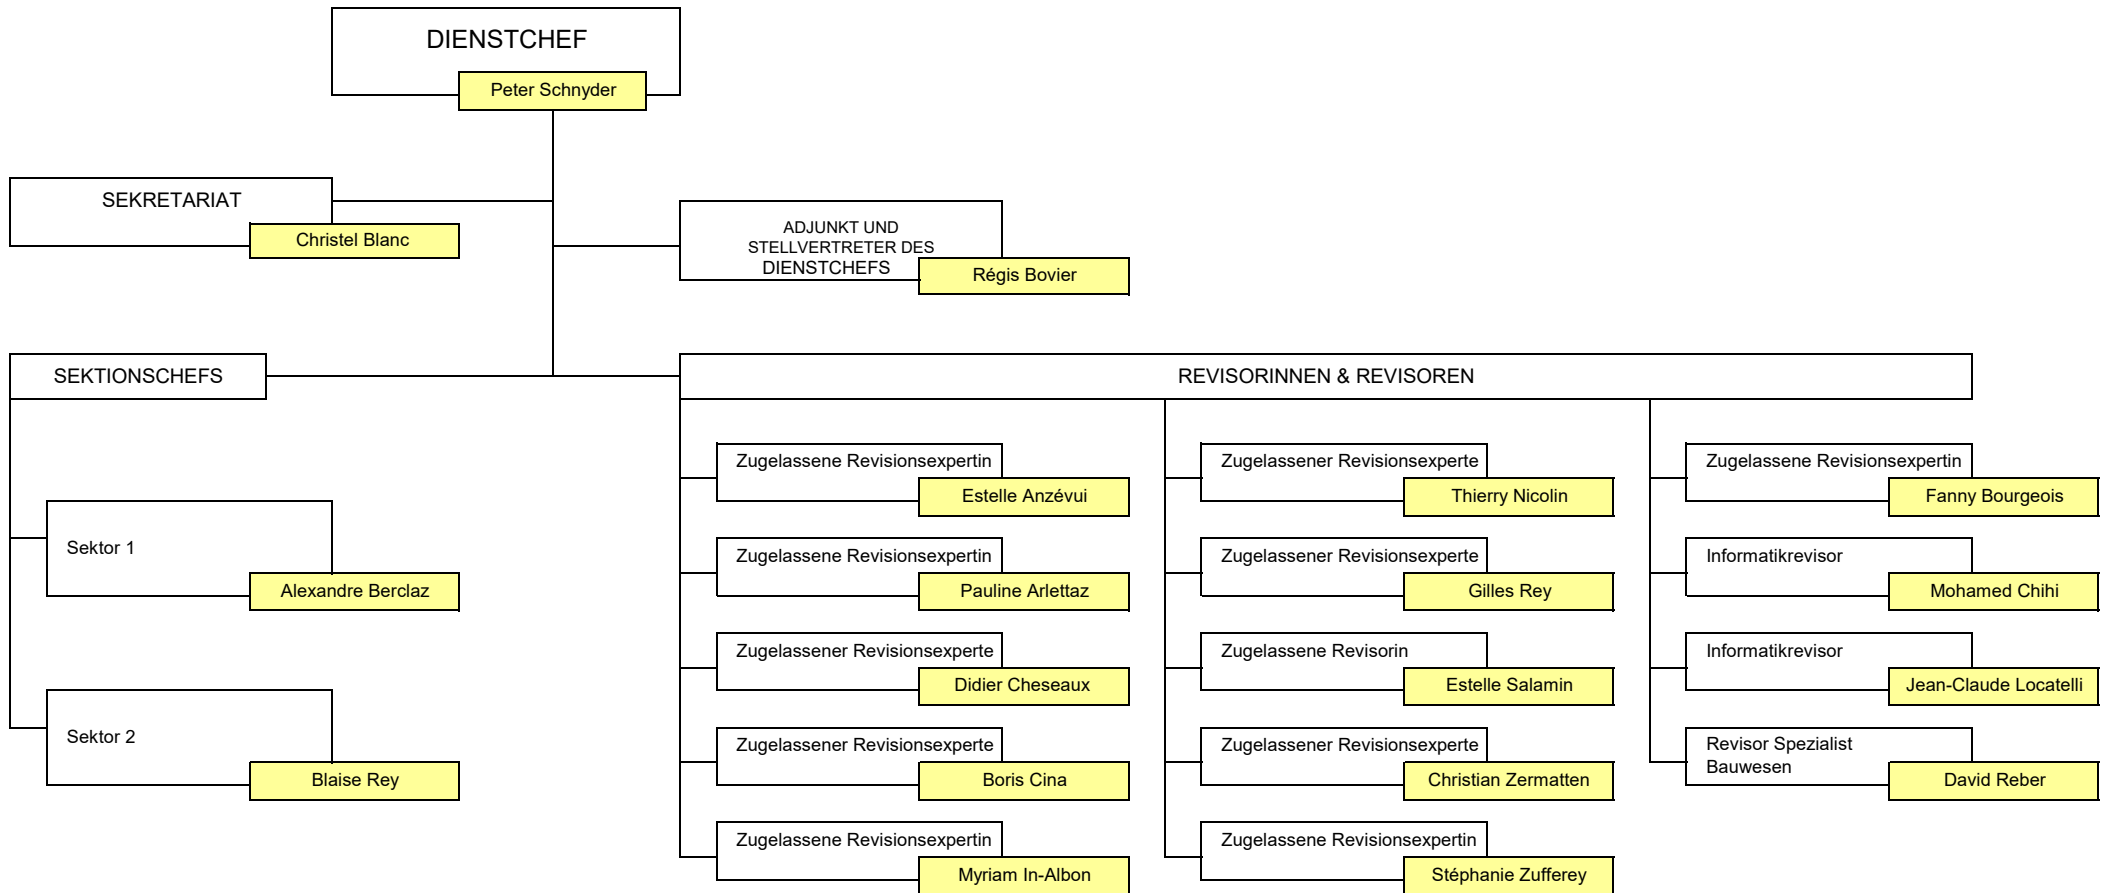 DIENSTCHEF
Peter Schnyder
SEKRETARIAT
Christel Blanc
ADJUNKT UND
STELLVERTRETER DES
DIENSTCHEFS
Régis Bovier
SEKTIONSCHEFS
Sektor 1
Alexandre Berclaz
Sektor 2
Blaise Rey
REVISORINNEN & REVISOREN
Zugelassene Revisionsexpertin
Estelle Anzévui
Zugelassene Revisionsexpertin
Pauline Arlettaz
Zugelassener Revisionsexperte
Didier Cheseaux
Zugelassener Revisionsexperte
Boris Cina
Zugelassene Revisionsexpertin
Myriam In-Albon
Zugelassener Revisionsexperte
Thierry Nicolin
Zugelassener Revisionsexperte
Gilles Rey
Zugelassene Revisorin
Estelle Salamin
Zugelassener Revisionsexperte
Christian Zermatten
Zugelassene Revisionsexpertin
Stéphanie Zufferey
Zugelassene Revisionsexpertin
Fanny Bourgeois
Informatikrevisor
Mohamed Chihi
Informatikrevisor
Jean-Claude Locatelli
Revisor Spezialist
Bauwesen
David Reber